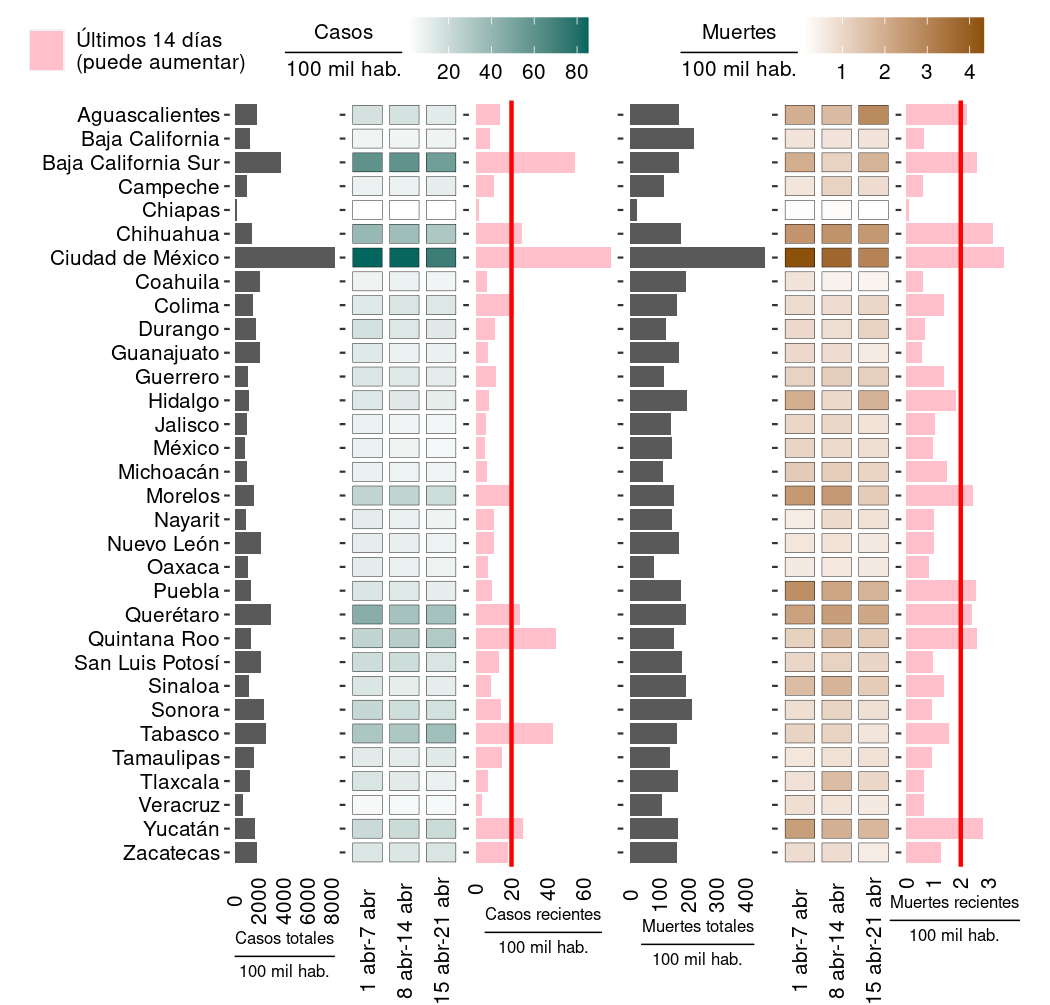 Últimos 14 días
(puede aumentar)
Casos
100 mil hab.
20 40 60 80
Muertes
100 mil hab.
1 2 3 4
Aguascalientes
Baja California
Baja California Sur
Campeche
Chiapas
Chihuahua
Ciudad de México
Coahuila
Colima
Durango
Guanajuato
Guerrero
Hidalgo
Jalisco
México
Michoacán
Morelos
Nayarit
Nuevo León
Oaxaca
Puebla
Querétaro
Quintana Roo
San Luis Potosí
Sinaloa
Sonora
Tabasco
Tamaulipas
Tlaxcala
Veracruz
Yucatán
Zacatecas
0 2000 4000 6000 8000
Casos totales
100 mil hab.
1 abr-7 abr
8 abr-14 abr
15 abr-21 abr
0 20 40 60
Casos recientes
100 mil hab.
0 100 200 300 400
Muertes totales
100 mil hab.
1 abr-7 abr
8 abr-14 abr
15 abr-21 abr
0 1 2 3
Muertes recientes
100 mil hab.